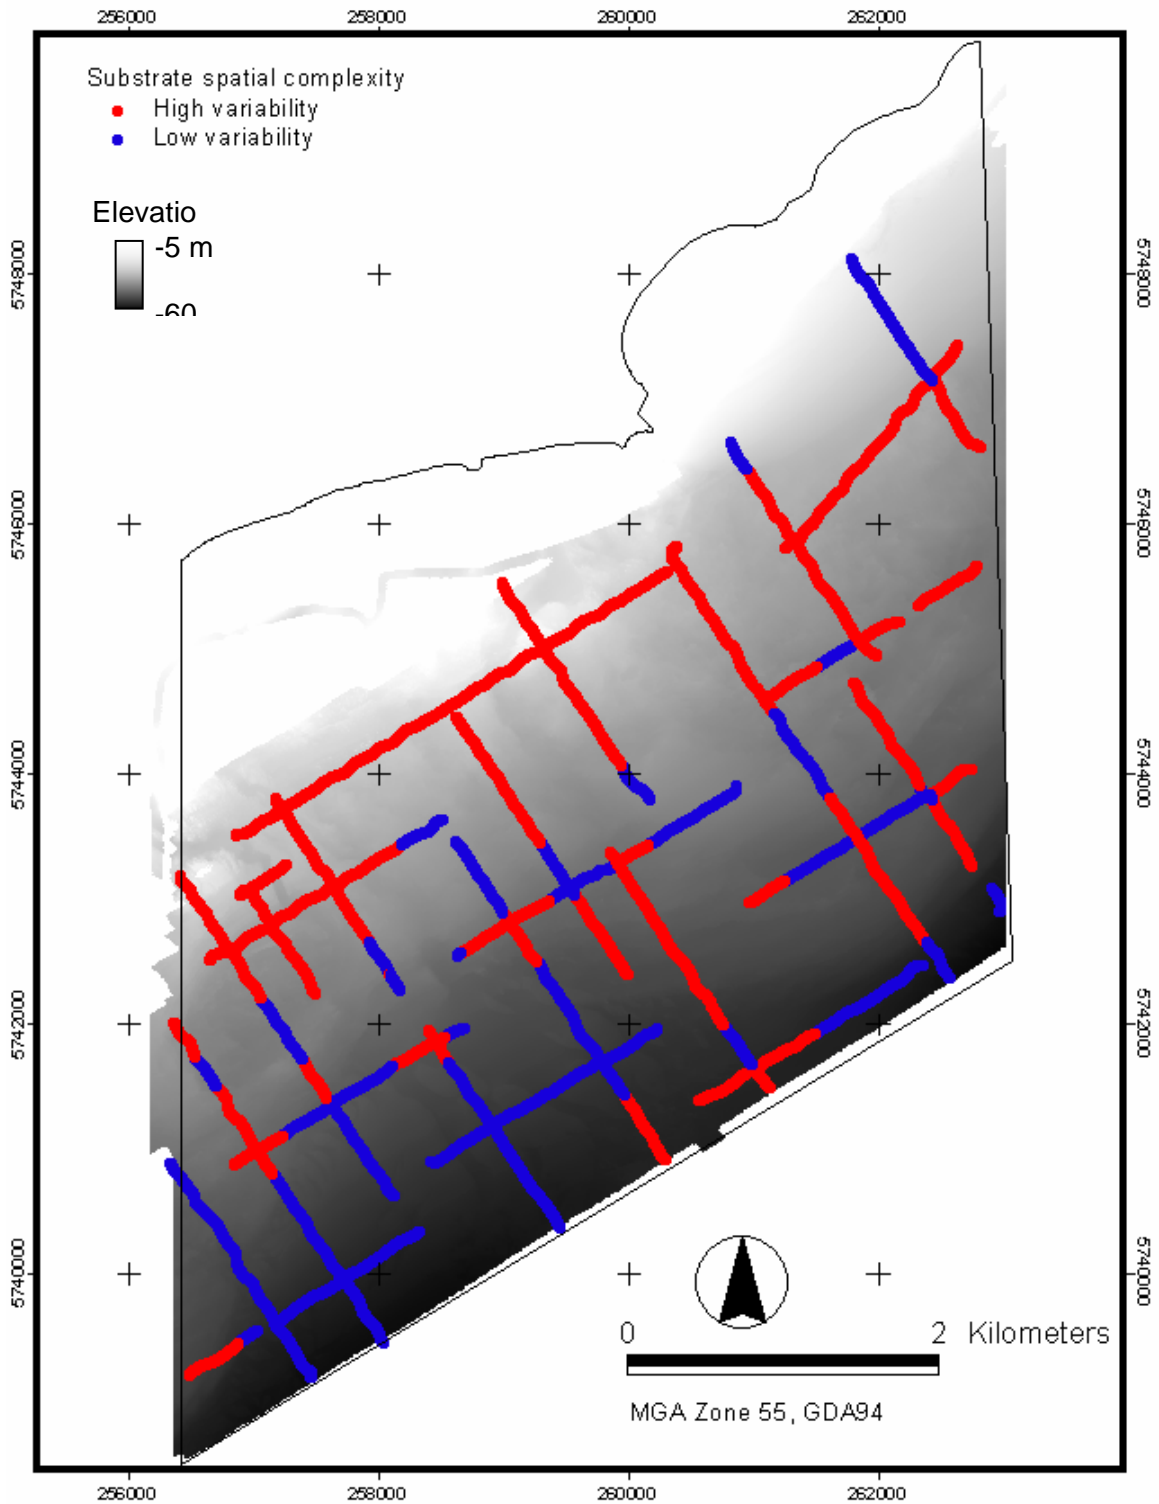 256000 258000 260000 262000
Substrate spatial complexity
High variability
Low variability
Elevatio
-5 m
-60
5748000 5748000
5746000 5746000
5744000 5744000
5742000 5742000
5740000 5740000
0 2 Kilometers
MGA Zone 55, GDA94
256000 258000 260000 262000